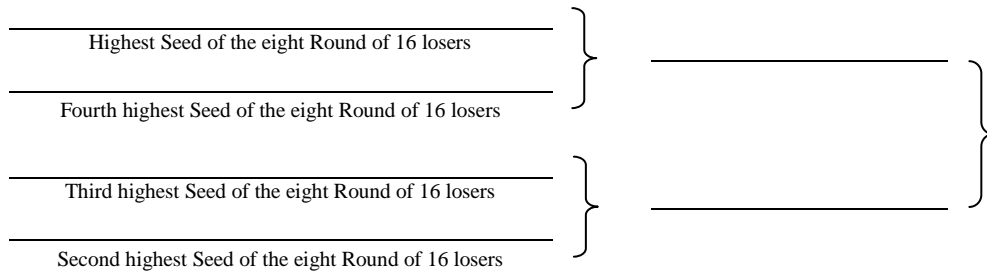 Highest Seed of the eight Round of 16 losers
Fourth highest Seed of the eight Round of 16 losers
Third highest Seed of the eight Round of 16 losers
Second highest Seed of the eight Round of 16 losers